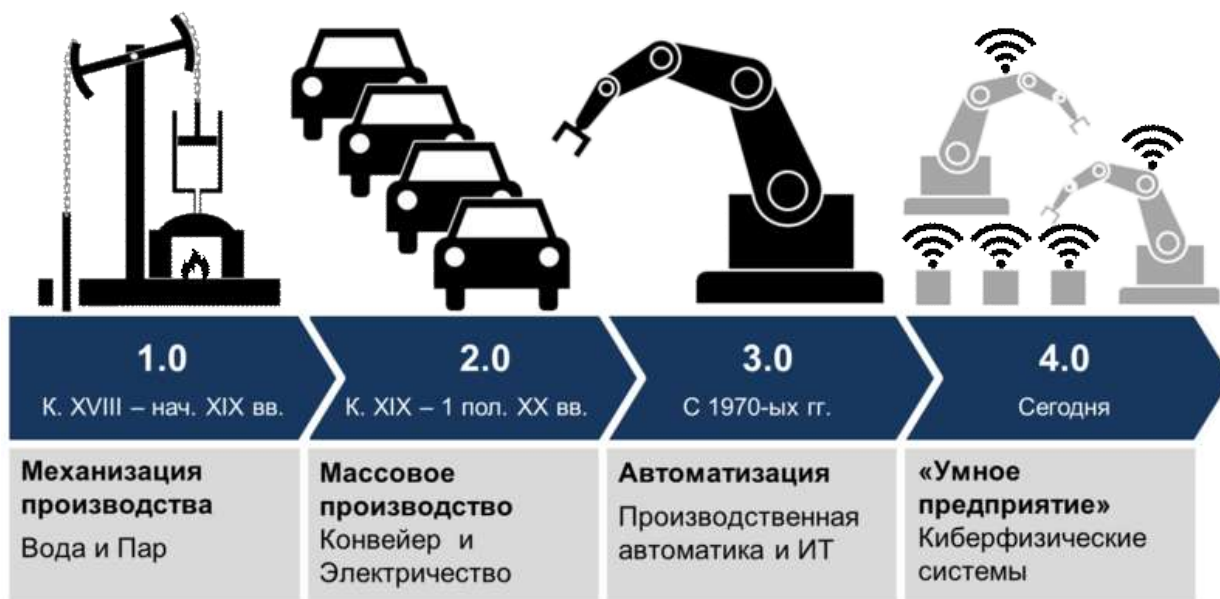 1.0
К. XVIII – нач. XIX вв.
2.0
К. XIX – 1 пол. XX вв.
3.0
С 1970-ых гг.
4.0
Сегодня
Механизация
производства
Вода и Пар
Массовое
производство
Конвейер и
Электричество
Автоматизация
Производственная
автоматика и ИТ
«Умное
предприятие»
Киберфизические
системы